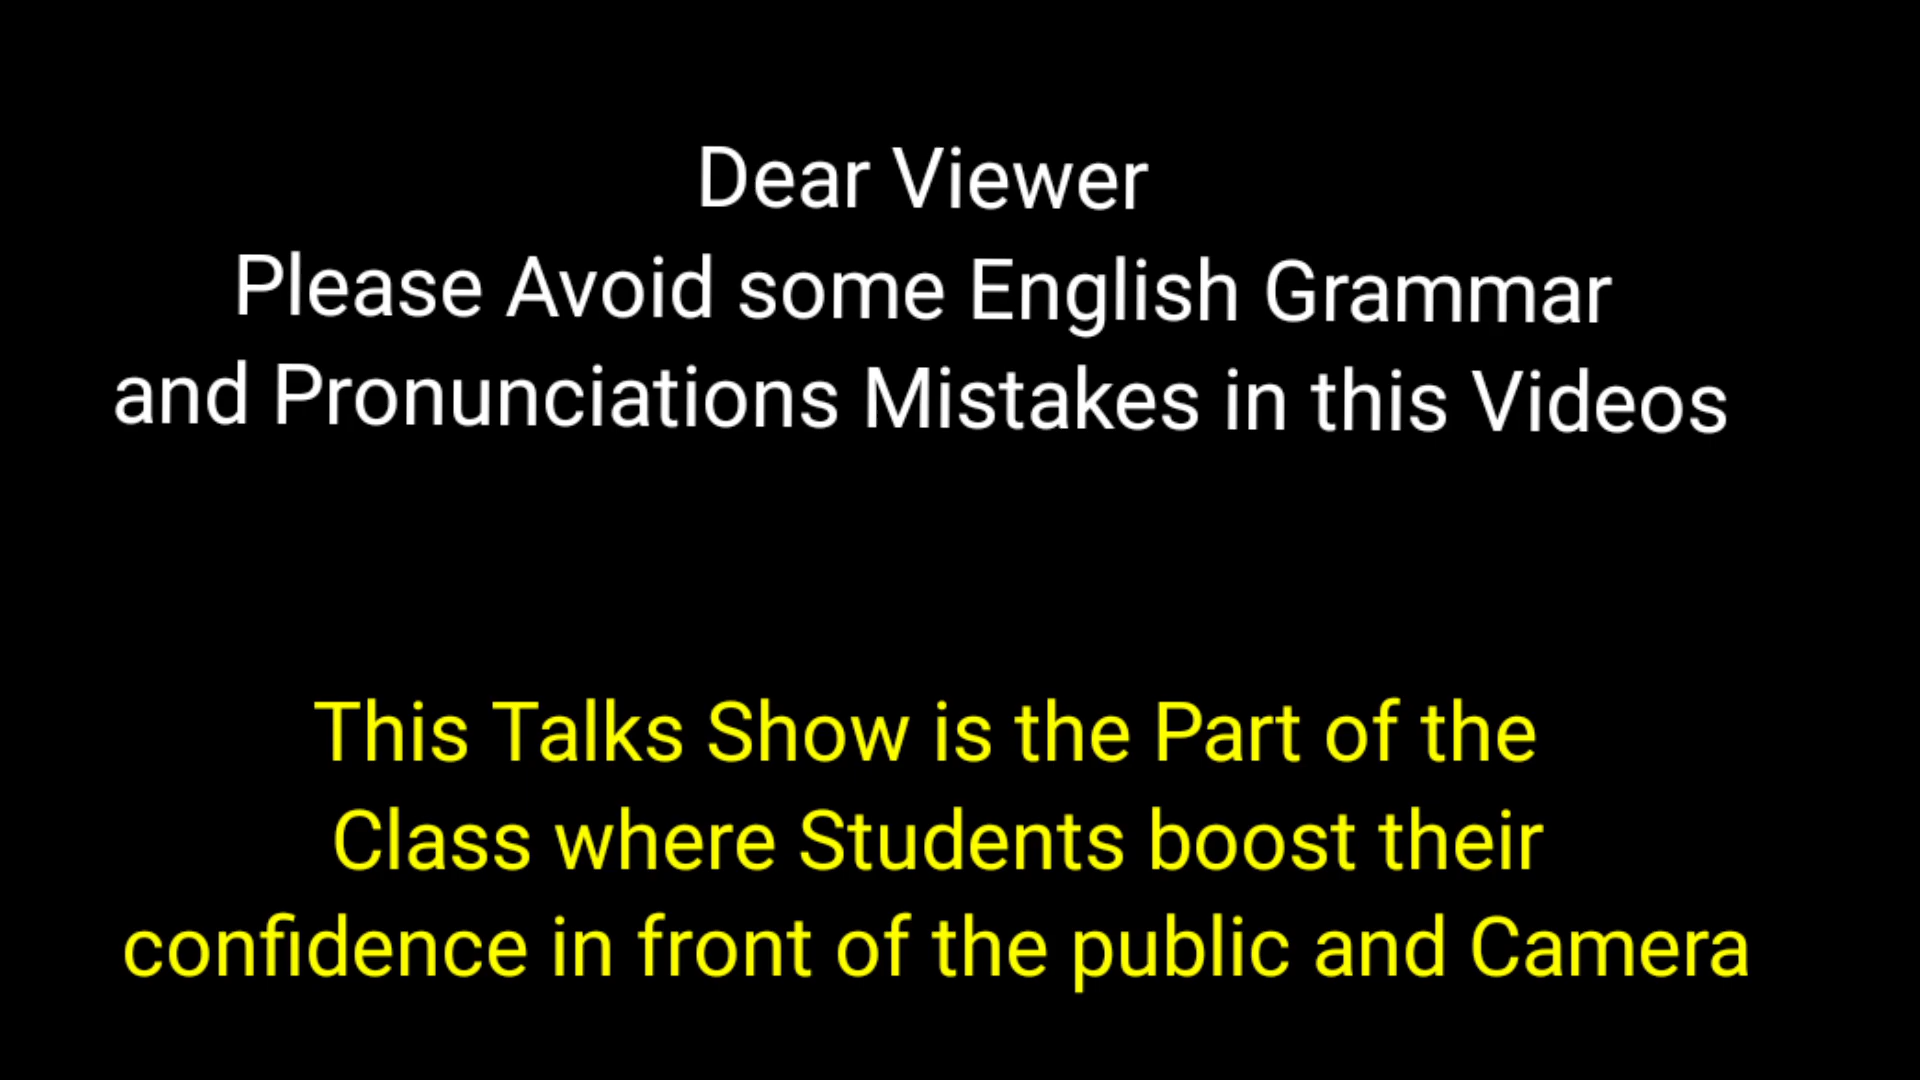 Dear Viewer
Please Avoid some English Grammar
and Pronunciations Mistakes in this Videos
This Talks Show is the Part of the
Class where Students boost their
confidence in front of the public and Camera